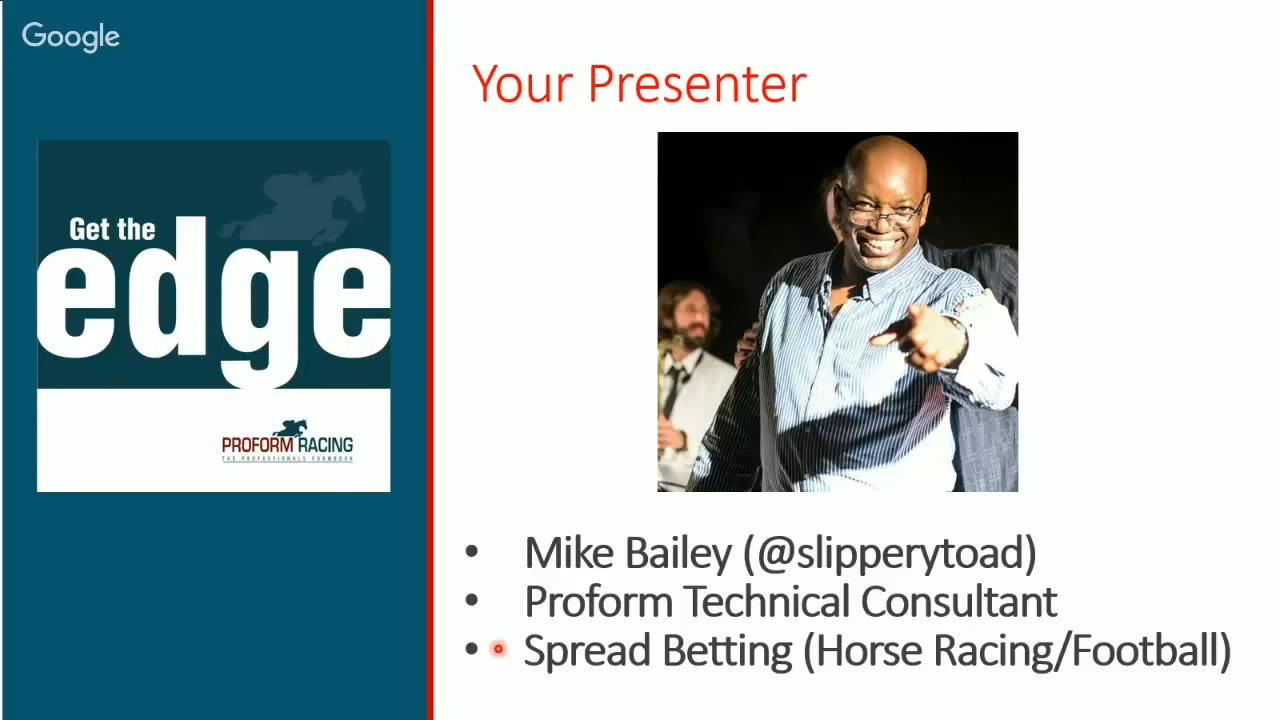 Google
Your Presenter
Get the
edge
PROFORM RACING
THE PROFESSIONALS FORMBOOK
• Mike Bailey (@slipperytoad)
• Proform Technical Consultant
• Spread Betting (Horse Racing/Football)